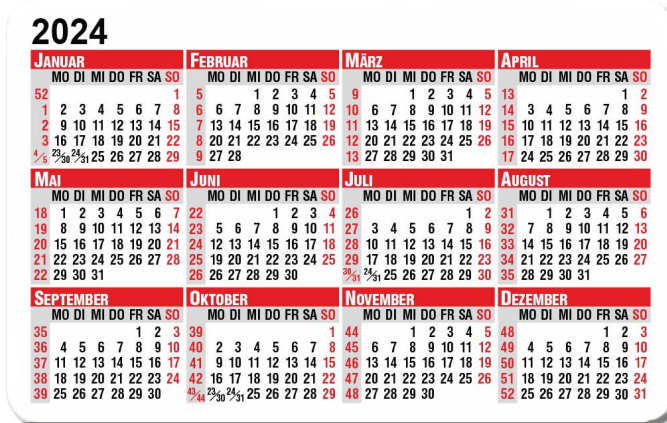 2024
JANUAR FEBRUAR MÄRZ APRIL
MO DI MI DO FR SA SO MO DI MI DO FR SA SO MO DI MI DO FR SA SO MO DI MI DO FR SA SO
52 1 5 1 2 3 4 5 9 1 2 3 4 5 13 1 2
1 2 3 4 5 6 7 8 6 6 7 8 9 10 11 12 10 6 7 8 9 10 11 12 14 3 4 5 6 7 8 9
2 9 10 11 12 13 14 15 7 13 14 15 16 17 18 19 11 13 14 15 16 17 18 19 15 10 11 12 13 14 15 16
3 16 17 18 19 20 21 22 8 20 21 22 23 24 25 26 12 20 21 22 23 24 25 26 16 17 18 19 20 21 22 23
4/5 23/30 24/31 25 26 27 28 29 9 27 28 13 27 28 29 30 31 17 24 25 26 27 28 29 30
MAI JUNI JULI AUGUST
MO DI MI DO FR SA SO MO DI MI DO FR SA SO MO DI MI DO FR SA SO MO DI MI DO FR SA SO
18 1 2 3 4 5 6 7 22 1 2 3 4 26 1 2 31 1 2 3 4 5 6
19 8 9 10 11 12 13 14 23 5 6 7 8 9 10 11 27 3 4 5 6 7 8 9 32 7 8 9 10 11 12 13
20 15 16 17 18 19 20 21 24 12 13 14 15 16 17 18 28 10 11 12 13 14 15 16 33 14 15 16 17 18 19 20
21 22 23 24 25 26 27 28 25 19 20 21 22 23 24 25 29 17 18 19 20 21 22 23 34 21 22 23 24 25 26 27
22 29 30 31 26 26 27 28 29 30 30/31 24/31 25 26 27 28 29 30 35 28 29 30 31
SEPTEMBER OKTOBER NOVEMBER DEZEMBER
MO DI MI DO FR SA SO MO DI MI DO FR SA SO MO DI MI DO FR SA SO MO DI MI DO FR SA SO
35 1 2 3 39 1 44 1 2 3 4 5 48 1 2 3
36 4 5 6 7 8 9 10 40 2 3 4 5 6 7 8 45 6 7 8 9 10 11 12 49 4 5 6 7 8 9 10
37 11 12 13 14 15 16 17 41 9 10 11 12 13 14 15 46 13 14 15 16 17 18 19 50 11 12 13 14 15 16 17
38 18 19 20 21 22 23 24 42 16 17 18 19 20 21 22 47 20 21 22 23 24 25 26 51 18 19 20 21 22 23 24
39 25 26 27 28 29 30 43/44 23/30 24/31 25 26 27 28 29 48 27 28 29 30 52 25 26 27 28 29 30 31